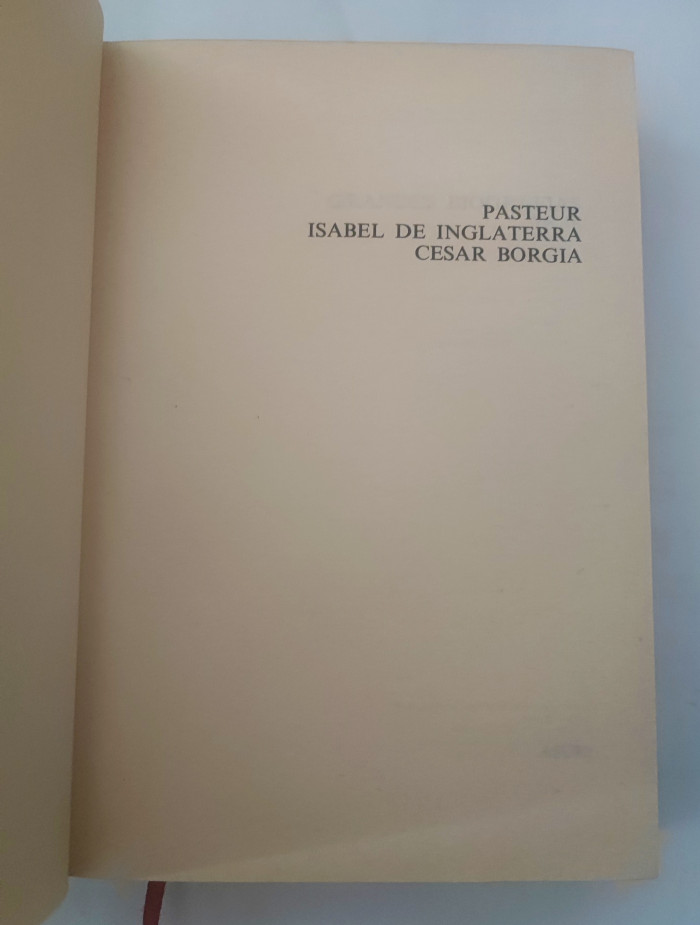 PASTEUR
ISABEL DE INGLATERRA
CESAR BORGIA